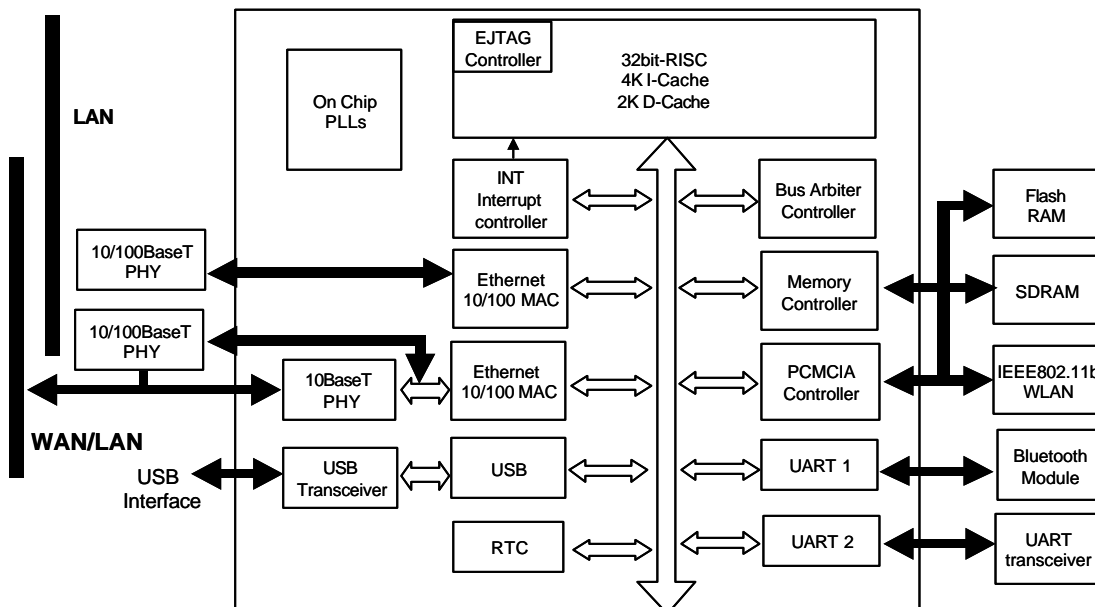 EJTAG
Controller
32bit-RISC
4K I-Cache
2K D-Cache
On Chip
PLLs
LAN
INT
Interrupt
controller
Bus Arbiter
Controller
Flash
RAM
10/100BaseT
PHY
Ethernet
10/100 MAC
Memory
Controller
SDRAM
10/100BaseT
PHY
10BaseT
PHY
Ethernet
10/100 MAC
PCMCIA
Controller
IEEE802.11b
WLAN
WAN/LAN
USB
Interface
USB
Transceiver
USB
UART 1
Bluetooth
Module
RTC
UART 2
UART
transceiver